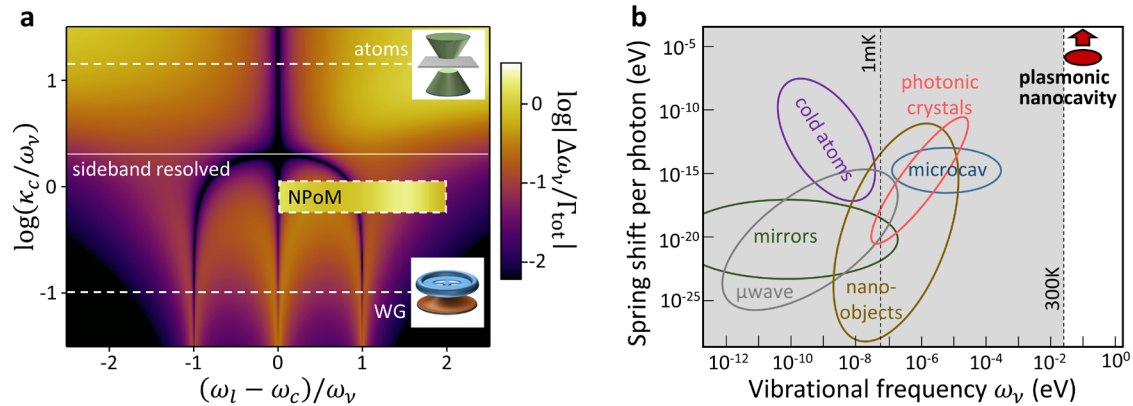 a
atoms
sideband resolved
NPoM
WG
log(κ_c/ω_ν)
1
0
-1
-2
-1
0
1
2
(ω_l − ω_c)/ω_ν
0
-1
-2
log|Δω_ν/Γ_tot|
b
1mK
300K
plasmonic
nanocavity
photonic
crystals
cold atoms
microcav
mirrors
μwave
nano-
objects
Spring shift per photon (eV)
10^-5
10^-10
10^-15
10^-20
10^-25
10^-12
10^-10
10^-8
10^-6
10^-4
10^-2
10^0
Vibrational frequency ω_ν (eV)